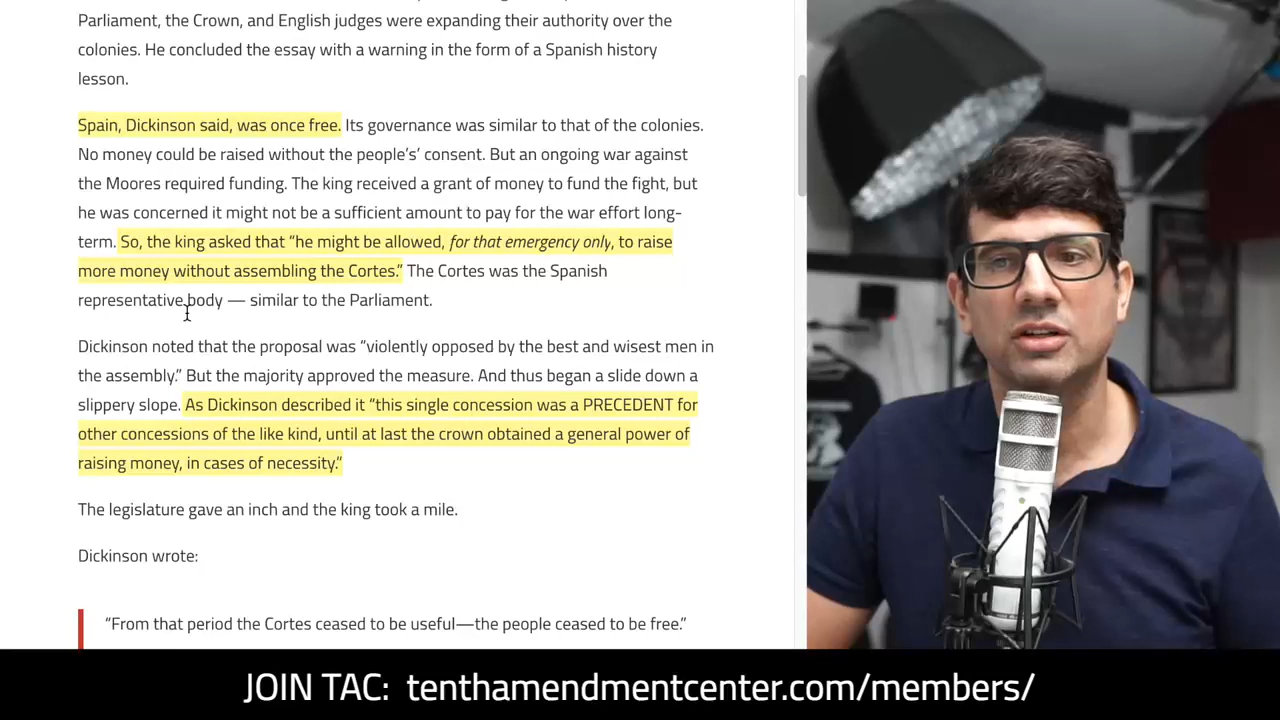 Parliament, the Crown, and English judges were expanding their authority over the
colonies. He concluded the essay with a warning in the form of a Spanish history
lesson.
Spain, Dickinson said, was once free. Its governance was similar to that of the colonies.
No money could be raised without the people’s’ consent. But an ongoing war against
the Moores required funding. The king received a grant of money to fund the fight, but
he was concerned it might not be a sufficient amount to pay for the war effort long-
term. So, the king asked that “he might be allowed, for that emergency only, to raise
more money without assembling the Cortes.” The Cortes was the Spanish
representative body — similar to the Parliament.
Dickinson noted that the proposal was “violently opposed by the best and wisest men in
the assembly.” But the majority approved the measure. And thus began a slide down a
slippery slope. As Dickinson described it “this single concession was a PRECEDENT for
other concessions of the like kind, until at last the crown obtained a general power of
raising money, in cases of necessity.”
The legislature gave an inch and the king took a mile.
Dickinson wrote:
“From that period the Cortes ceased to be useful—the people ceased to be free.”
JOIN TAC: tenthamendmentcenter.com/members/